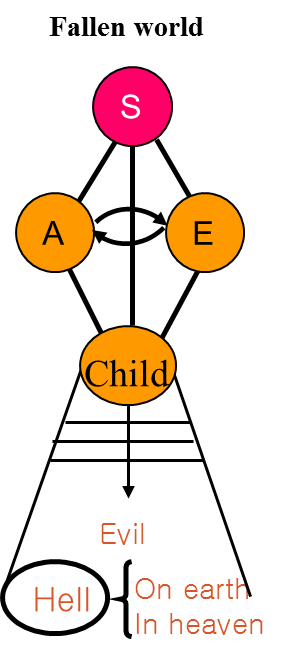 Fallen world
S
A
E
Child
Evil
Hell
On earth
In heaven